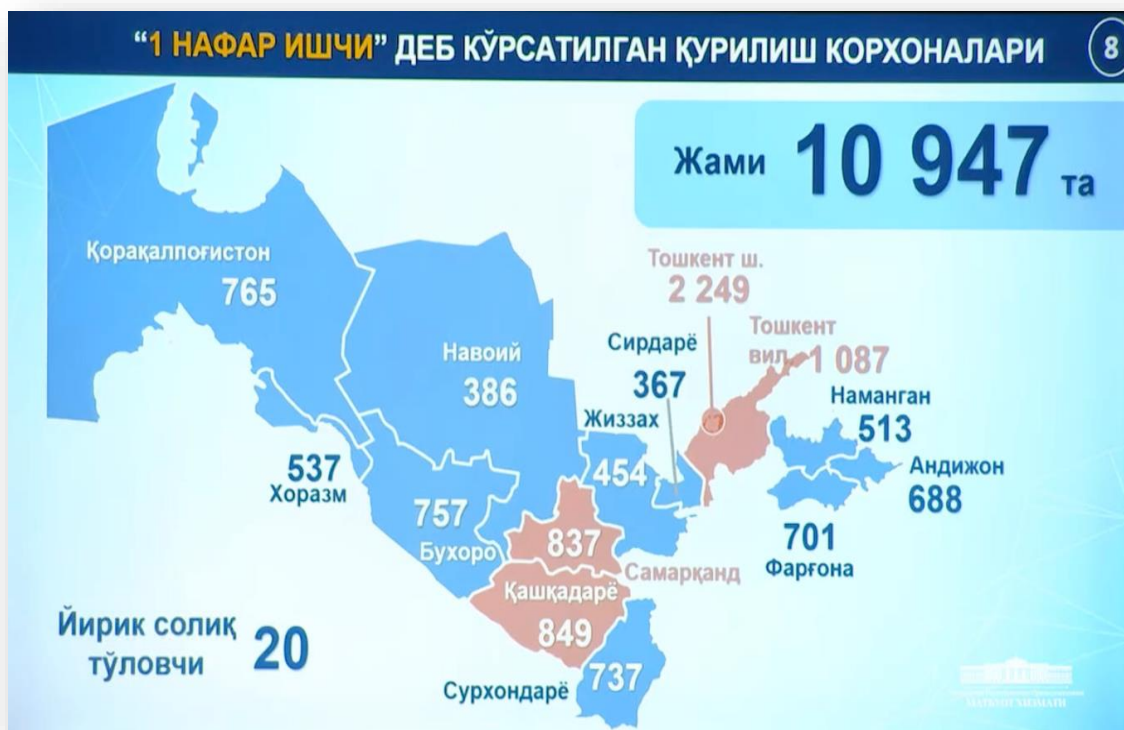 “1 НАФАР ИШЧИ” ДЕБ КЎРСАТИЛГАН ҚУРИЛИШ КОРХОНАЛАРИ
8
Жами 10 947 та
Қорақалпоғистон
765
Навоий
386
Тошкент ш.
2 249
Тошкент
вил. 1 087
Сирдарё
367
Жиззах
454
Наманган
513
Андижон
688
701
Фарғона
537
Хоразм
757
Бухоро
837
Самарқанд
Қашқадарё
849
737
Сурхондарё
Йирик солиқ
тўловчи
20
МАТБУОТ ХИЗМАТИ